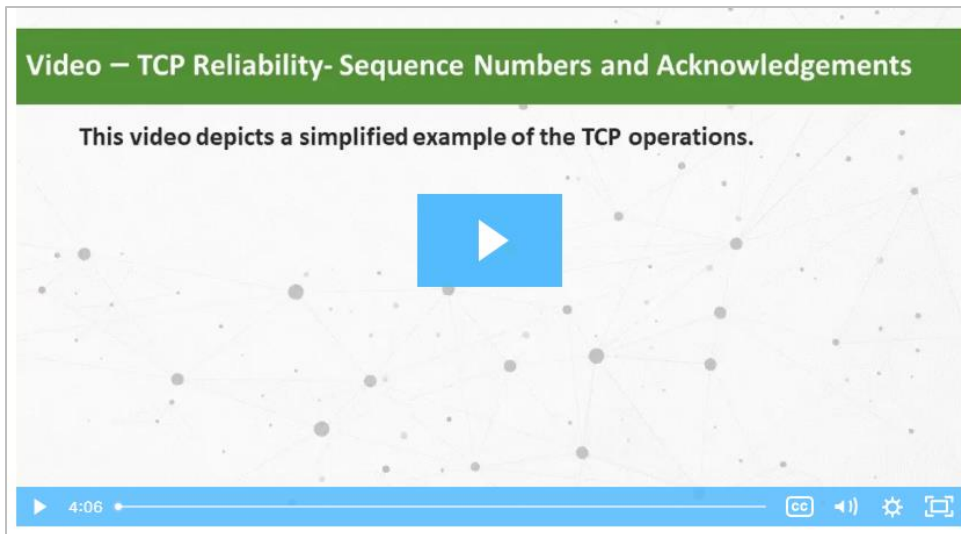 Video – TCP Reliability- Sequence Numbers and Acknowledgements
This video depicts a simplified example of the TCP operations.
4:06
CC